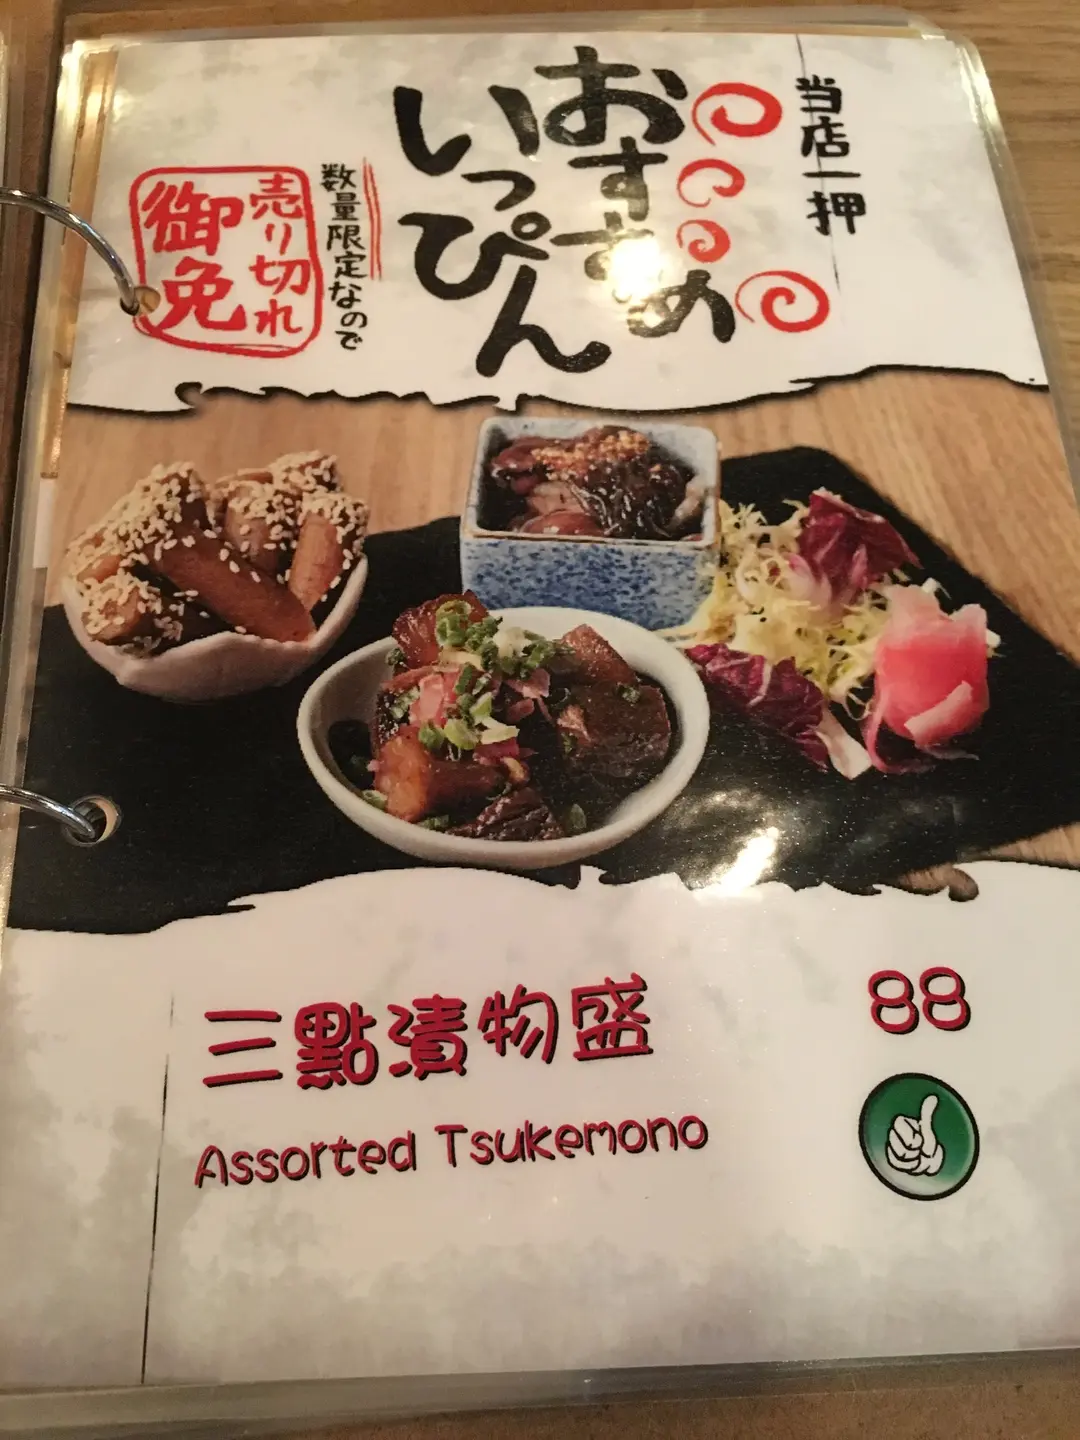 当店一押
おすすめ
いっぴん
数量限定なので
売り切れ
御免
三點漬物盛
88
Assorted Tsukemono